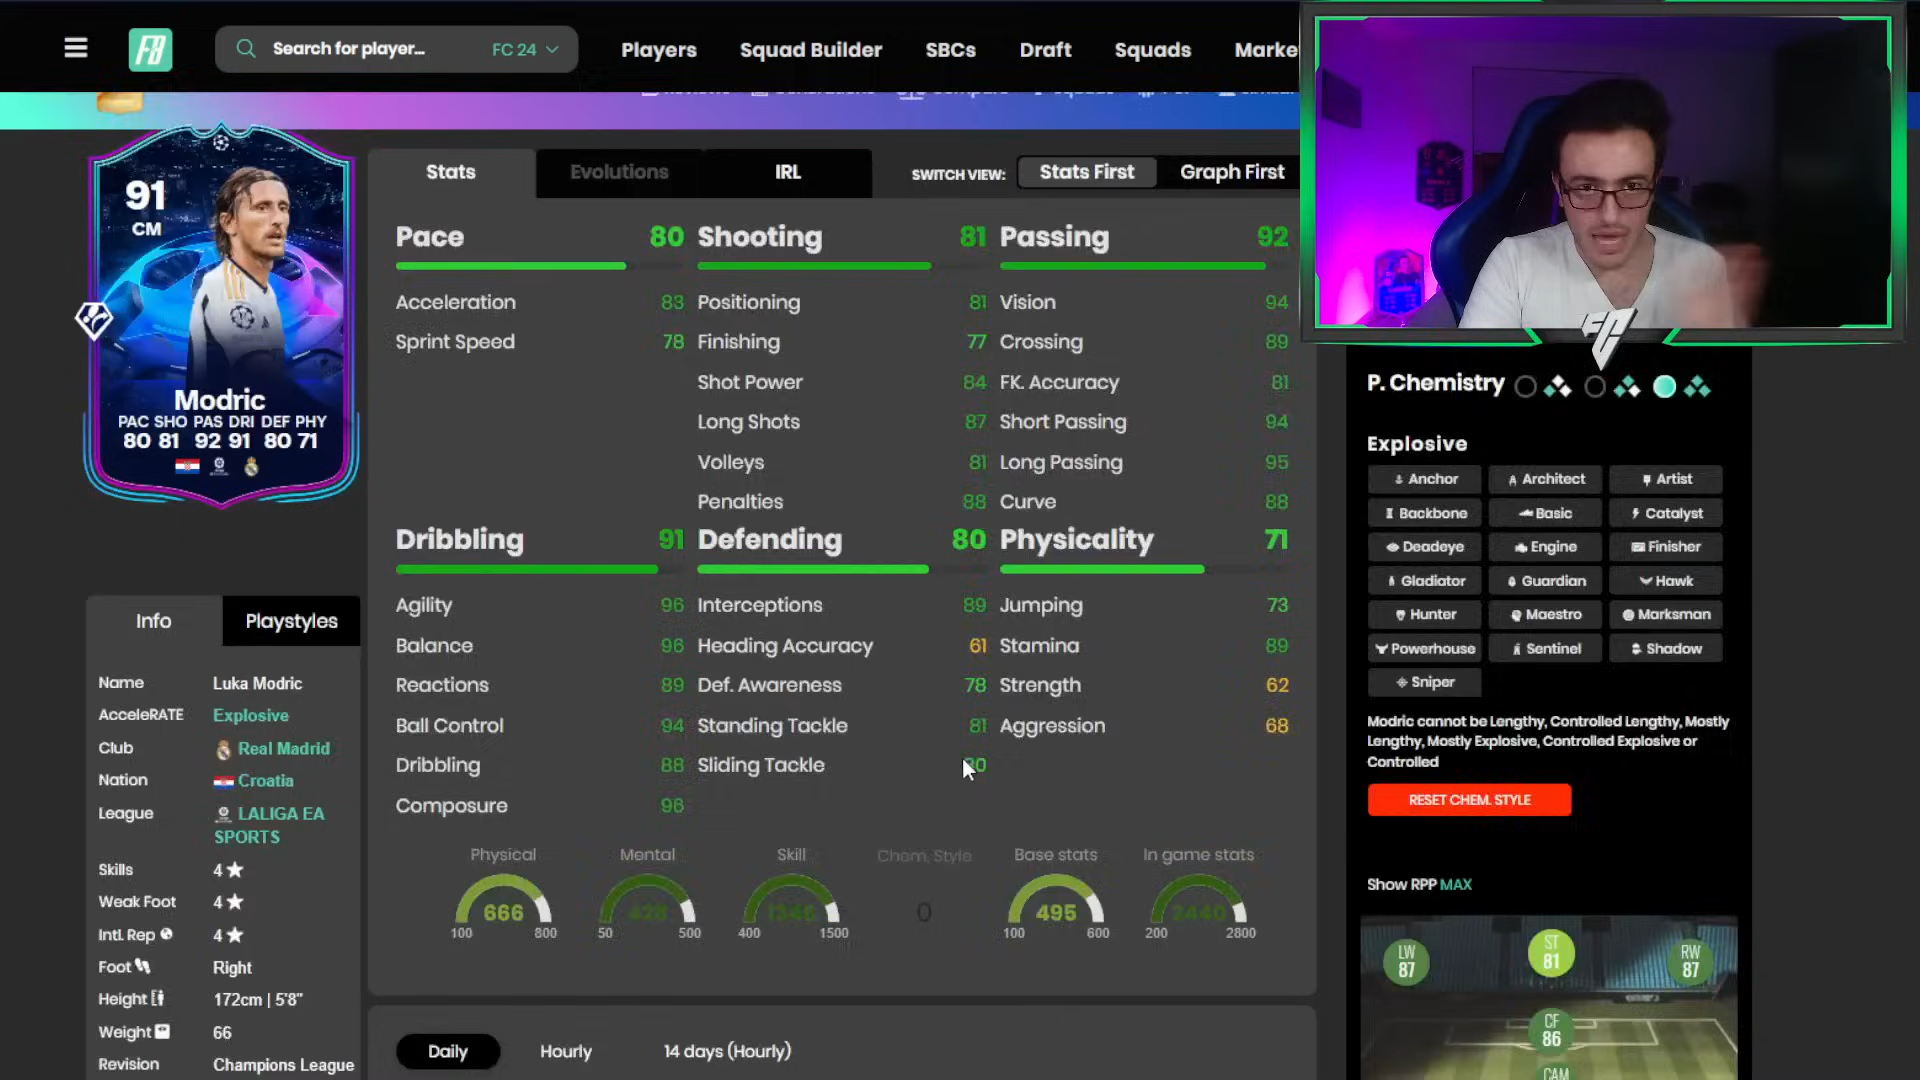 FB Search for player... FC 24 Players Squad Builder SBCs Draft Squads Marke
91
CM
Modric
PAC SHO PAS DRI DEF PHY
80 81 92 91 80 71
Stats Evolutions IRL SWITCH VIEW: Stats First Graph First
Pace 80 Shooting 81 Passing 92
Acceleration 83 Positioning 81 Vision 94
Sprint Speed 78 Finishing 77 Crossing 89
Shot Power 84 FK. Accuracy 81
Long Shots 87 Short Passing 94
Volleys 81 Long Passing 95
Penalties 88 Curve 88
Dribbling 91 Defending 80 Physicality 71
Agility 96 Interceptions 89 Jumping 73
Balance 96 Heading Accuracy 61 Stamina 89
Reactions 89 Def. Awareness 78 Strength 62
Ball Control 94 Standing Tackle 81 Aggression 68
Dribbling 88 Sliding Tackle
Composure 96
Physical Mental Skill Chem. Style Base stats In game stats
666 0 495
100 800 50 500 400 1500 100 600 200 2800
Daily Hourly 14 days (Hourly)
Info Playstyles
Name Luka Modric
AcceleRATE Explosive
Club Real Madrid
Nation Croatia
League LALIGA EA
SPORTS
Skills 4
Weak Foot 4
Intl. Rep 4
Foot Right
Height 172cm | 5'8"
Weight 66
Revision Champions League
FC
P. Chemistry
Explosive
Anchor Architect Artist
Backbone Basic Catalyst
Deadeye Engine Finisher
Gladiator Guardian Hawk
Hunter Maestro Marksman
Powerhouse Sentinel Shadow
Sniper
Modric cannot be Lengthy, Controlled Lengthy, Mostly
Lengthy, Mostly Explosive, Controlled Explosive or
Controlled
RESET CHEM. STYLE
Show RPP MAX
LW ST RW
87 81 87
CF
86
CAM